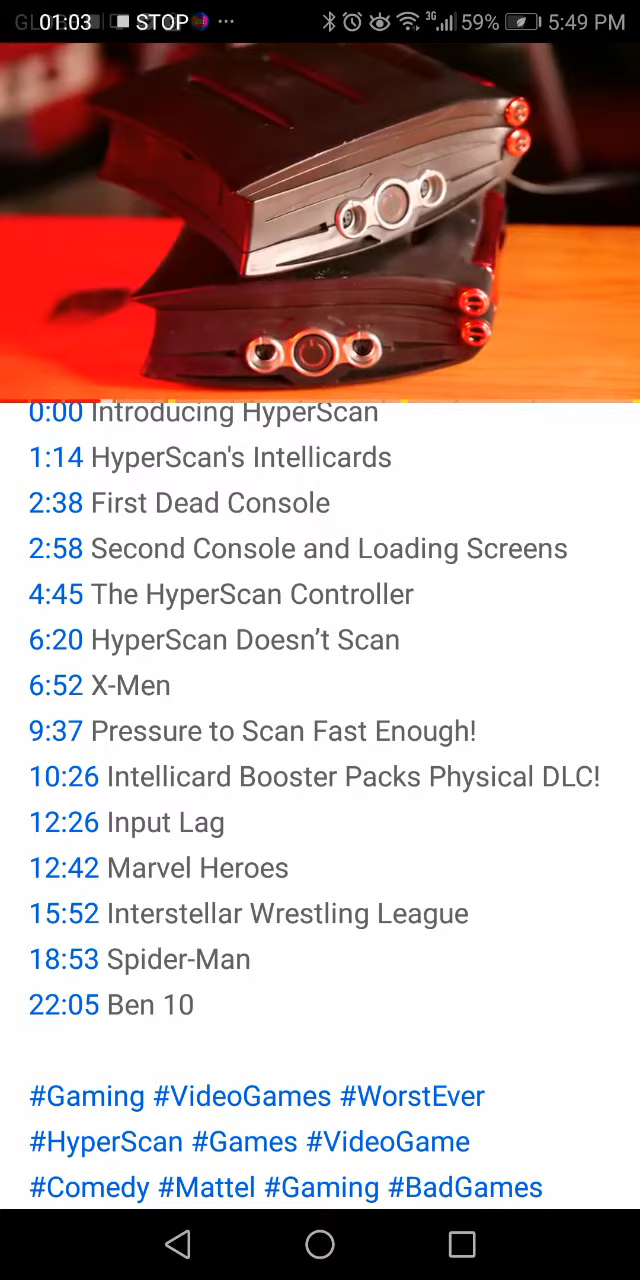 01:03 STOP ... 3G 59% 5:49 PM
0:00 Introducing HyperScan
1:14 HyperScan's Intellicards
2:38 First Dead Console
2:58 Second Console and Loading Screens
4:45 The HyperScan Controller
6:20 HyperScan Doesn’t Scan
6:52 X-Men
9:37 Pressure to Scan Fast Enough!
10:26 Intellicard Booster Packs Physical DLC!
12:26 Input Lag
12:42 Marvel Heroes
15:52 Interstellar Wrestling League
18:53 Spider-Man
22:05 Ben 10
#Gaming #VideoGames #WorstEver
#HyperScan #Games #VideoGame
#Comedy #Mattel #Gaming #BadGames